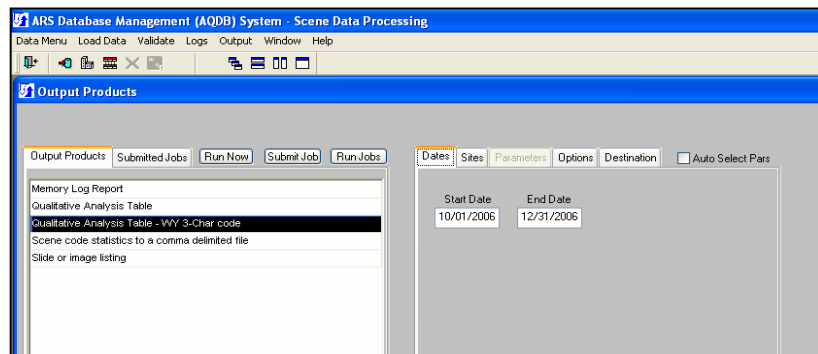 ARS Database Management (AQDB) System - Scene Data Processing
Data Menu Load Data Validate Logs Output Window Help
Output Products
Output Products Submitted Jobs Run Now Submit Job Run Jobs
Dates Sites Parameters Options Destination Auto Select Pars
Memory Log Report
Qualitative Analysis Table
Qualitative Analysis Table - WY 3-Char code
Scene code statistics to a comma delimited file
Slide or image listing
Start Date End Date
10/01/2006 12/31/2006